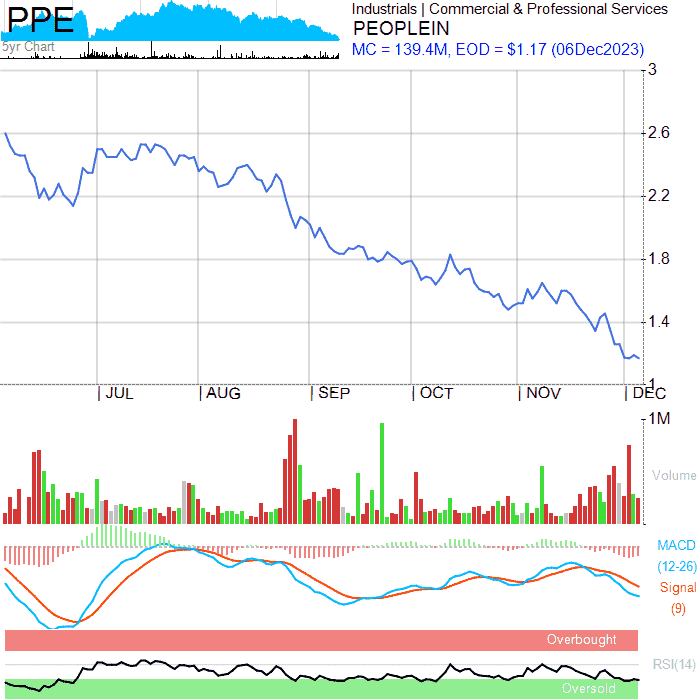 PPE
5yr Chart
Industrials | Commercial & Professional Services
PEOPLEIN
MC = 139.4M, EOD = $1.17 (06Dec2023)
3
2.6
2.2
1.8
1.4
1
JUL
AUG
SEP
OCT
NOV
DEC
1M
Volume
MACD
(12-26)
Signal
(9)
Overbought
RSI(14)
Oversold